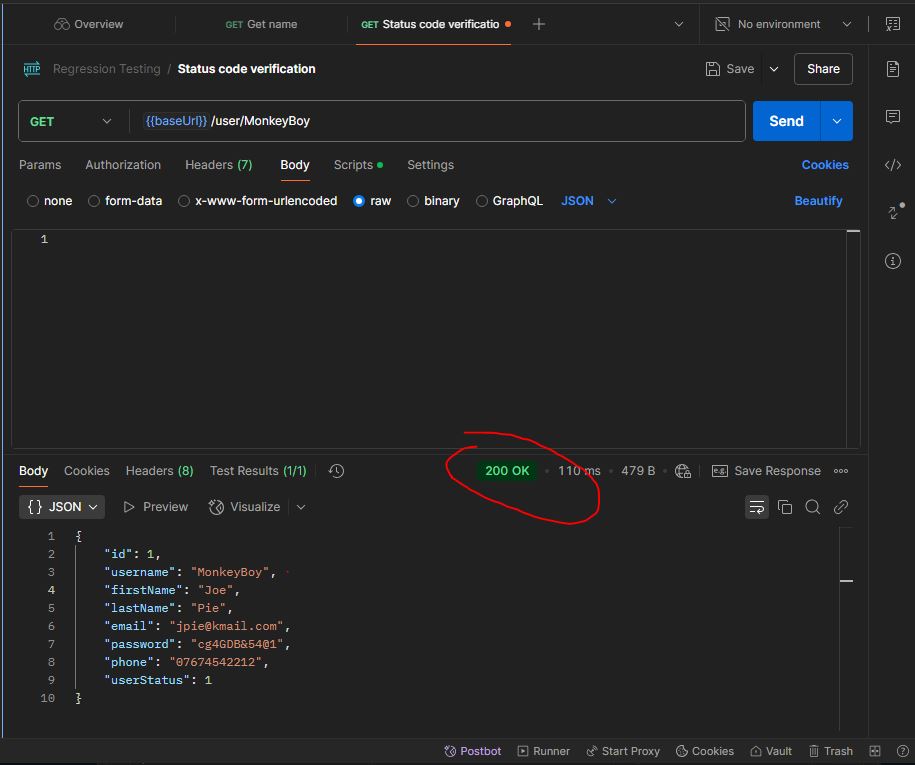 Overview GET Get name GET Status code verificatio No environment
HTTP Regression Testing / Status code verification Save Share
GET {{baseUrl}} /user/MonkeyBoy Send
Params Authorization Headers (7) Body Scripts Settings Cookies
none form-data x-www-form-urlencoded raw binary GraphQL JSON Beautify
1
Body Cookies Headers (8) Test Results (1/1) 200 OK 110 ms 479 B e.g. Save Response
{} JSON Preview Visualize
1 {
2 "id": 1,
3 "username": "MonkeyBoy",
4 "firstName": "Joe",
5 "lastName": "Pie",
6 "email": "jpie@kmail.com",
7 "password": "cg4GDB&54@1",
8 "phone": "07674542212",
9 "userStatus": 1
10 }
Postbot Runner Start Proxy Cookies Vault Trash